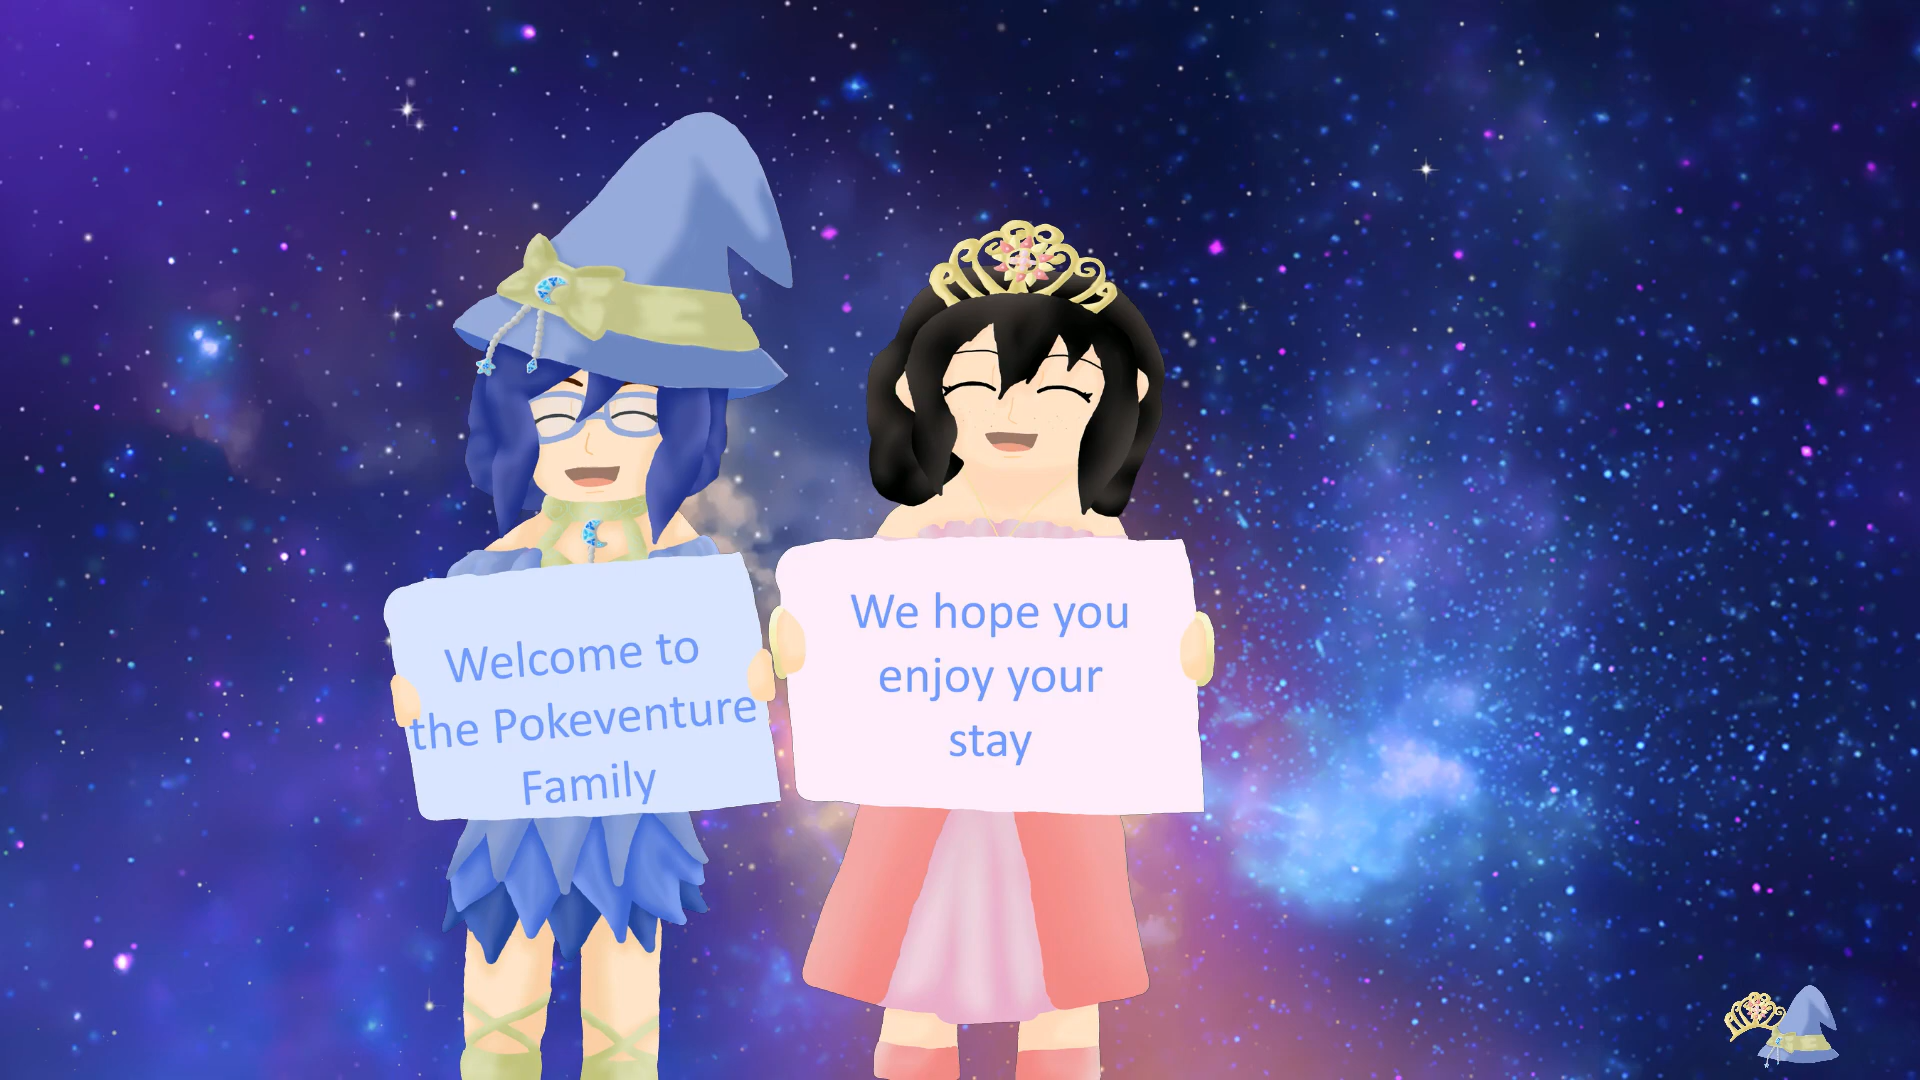 Welcome to
the Pokeventure
Family
We hope you
enjoy your
stay